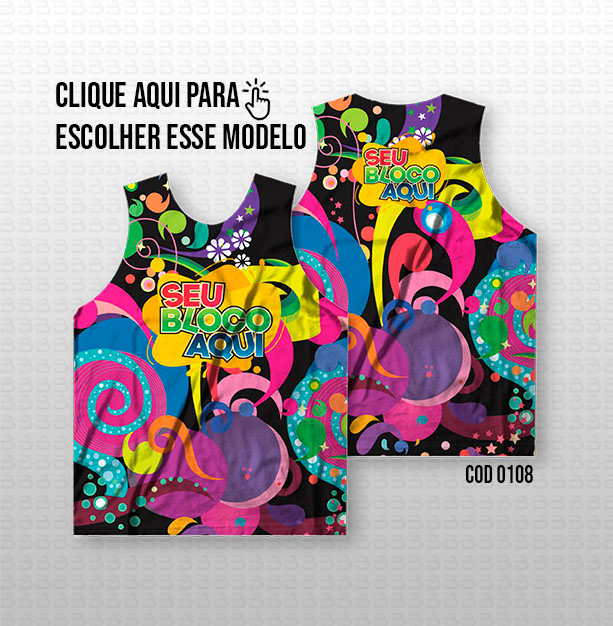 CLIQUE AQUI PARA
ESCOLHER ESSE MODELO
SEU
BLOCO
AQUI
SEU
BLOCO
AQUI
COD 0108